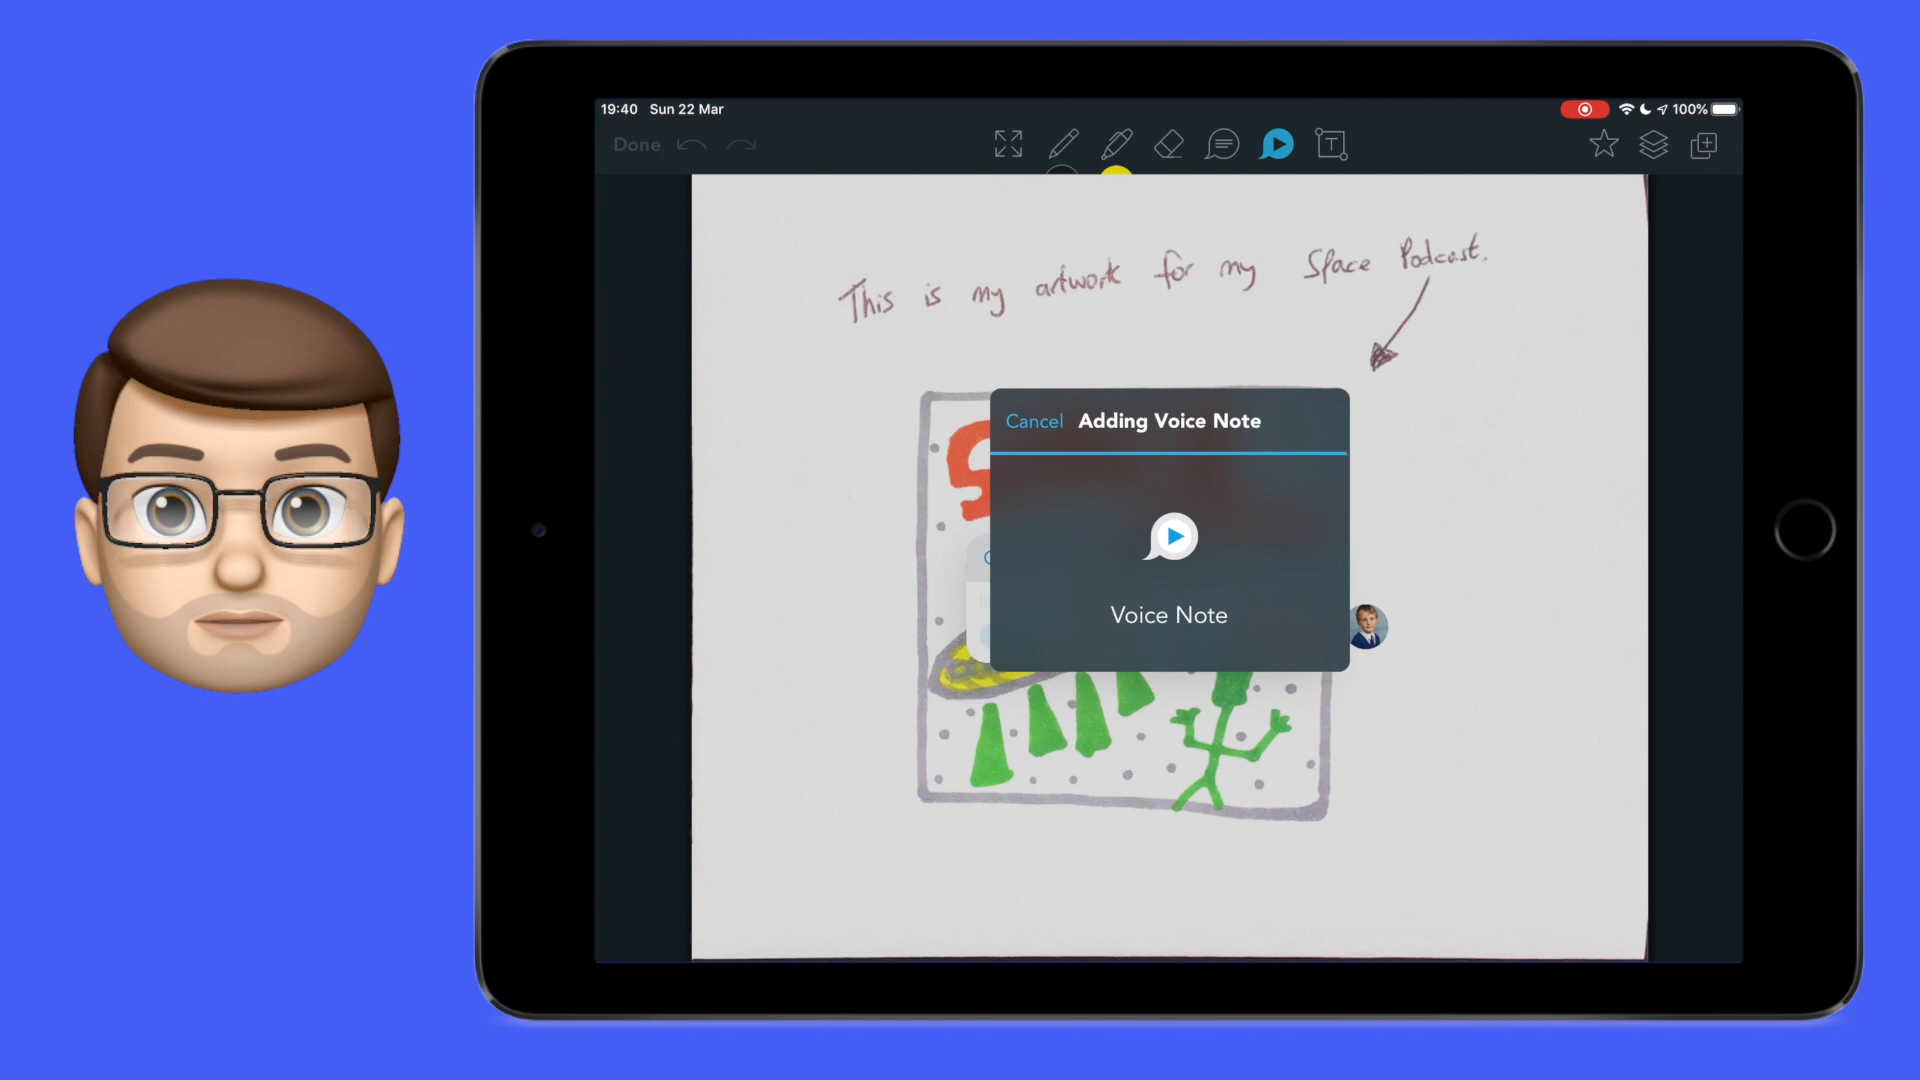 19:40 Sun 22 Mar
100%
Done
T
This is my artwork for my Space Podcast.
Cancel Adding Voice Note
Voice Note